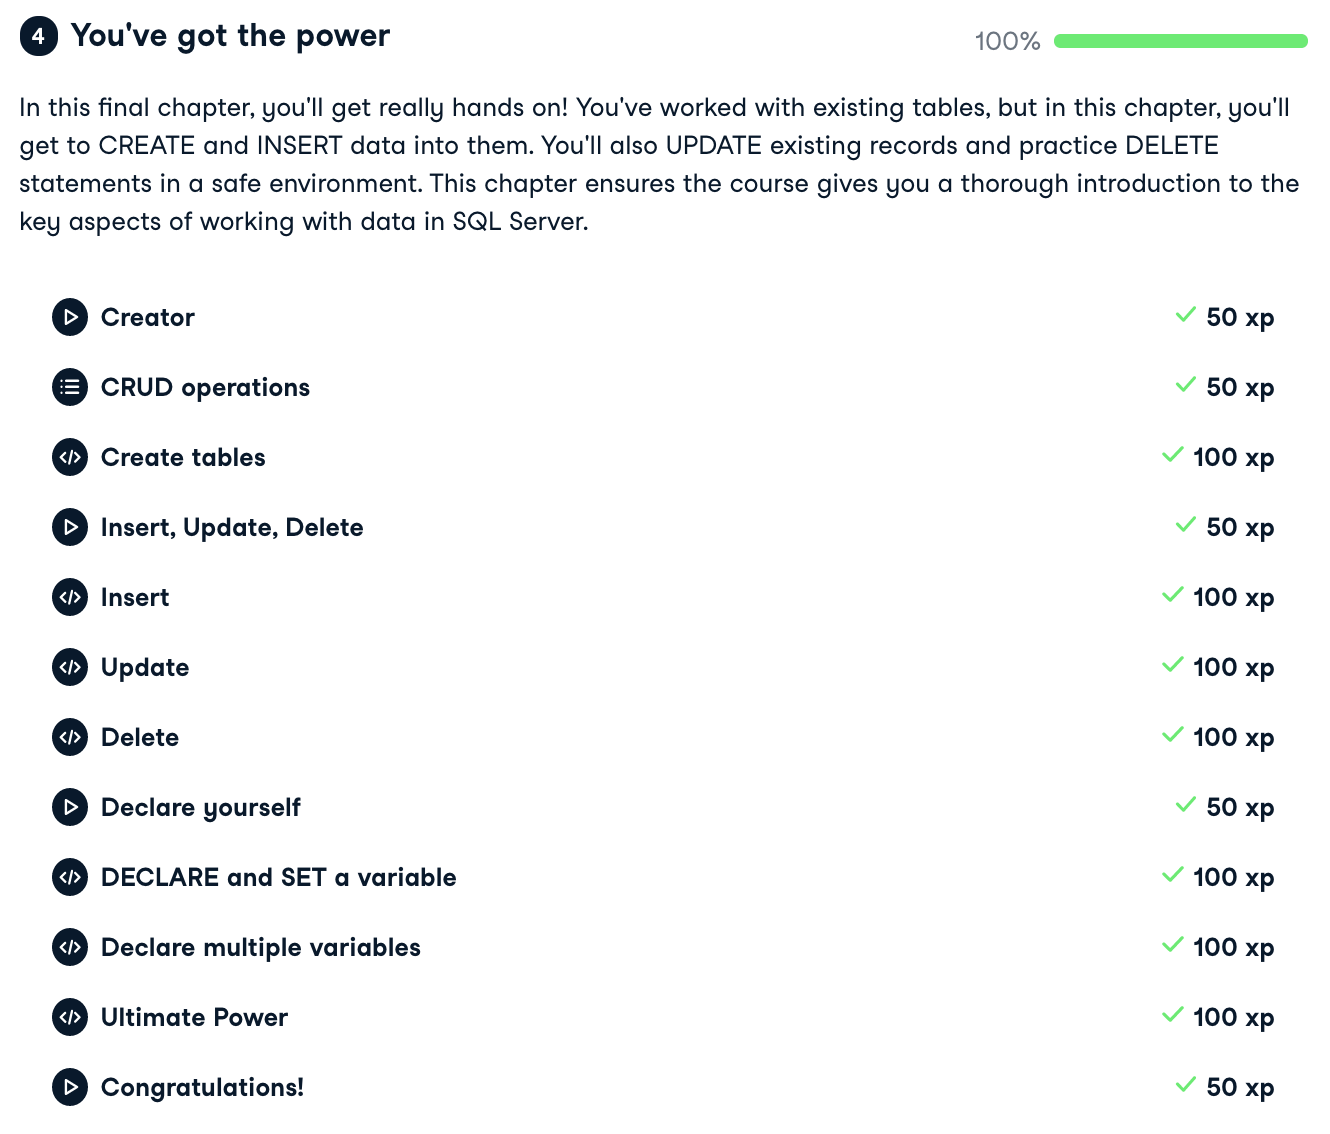 4 You've got the power 100%
In this final chapter, you'll get really hands on! You've worked with existing tables, but in this chapter, you'll
get to CREATE and INSERT data into them. You'll also UPDATE existing records and practice DELETE
statements in a safe environment. This chapter ensures the course gives you a thorough introduction to the
key aspects of working with data in SQL Server.
Creator 50 xp
CRUD operations 50 xp
Create tables 100 xp
Insert, Update, Delete 50 xp
Insert 100 xp
Update 100 xp
Delete 100 xp
Declare yourself 50 xp
DECLARE and SET a variable 100 xp
Declare multiple variables 100 xp
Ultimate Power 100 xp
Congratulations! 50 xp